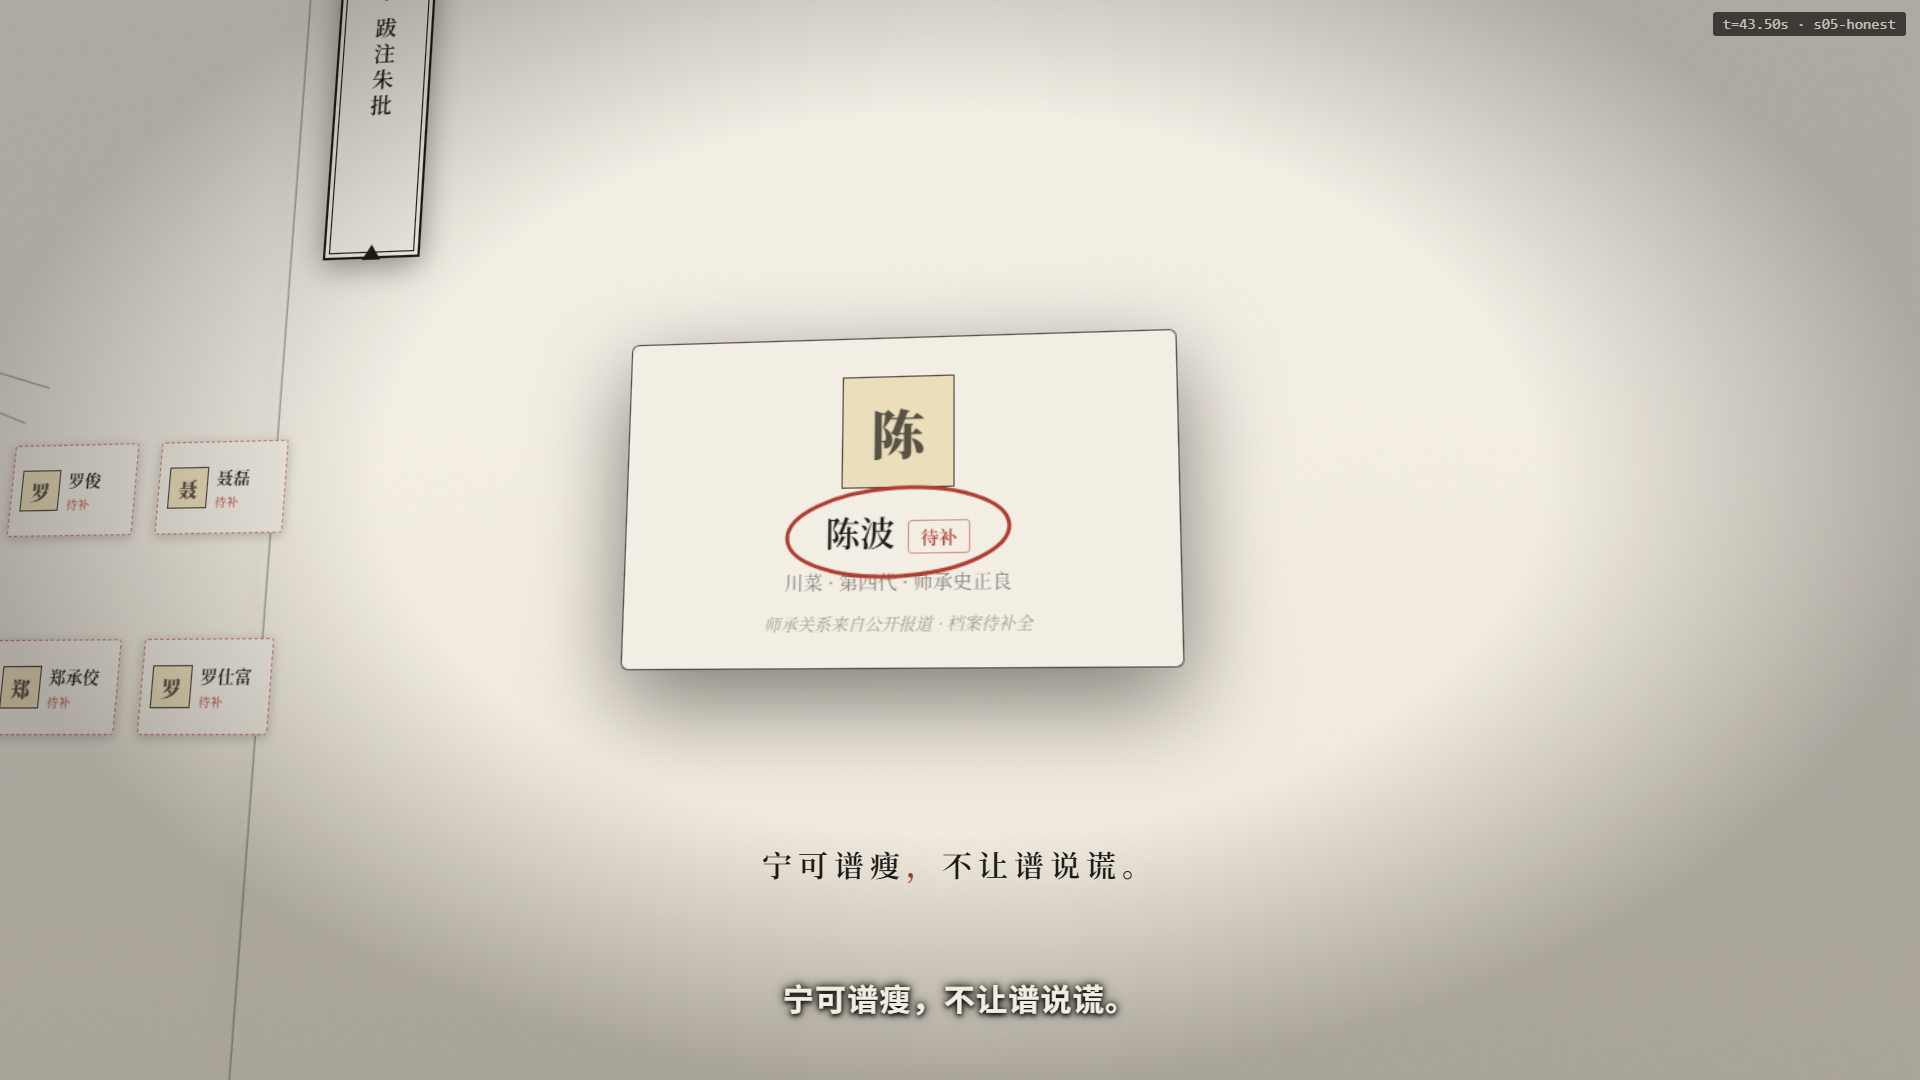 t=43.50s · s05-honest
跋注朱批
陈
陈波 待补
川菜 · 第四代 · 师承史正良
师承关系来自公开报道 · 档案待补全
罗 罗俊 待补
聂 聂磊 待补
郑 郑承佼 待补
罗 罗仕富 待补
宁可谱瘦，不让谱说谎。
宁可谱瘦，不让谱说谎。